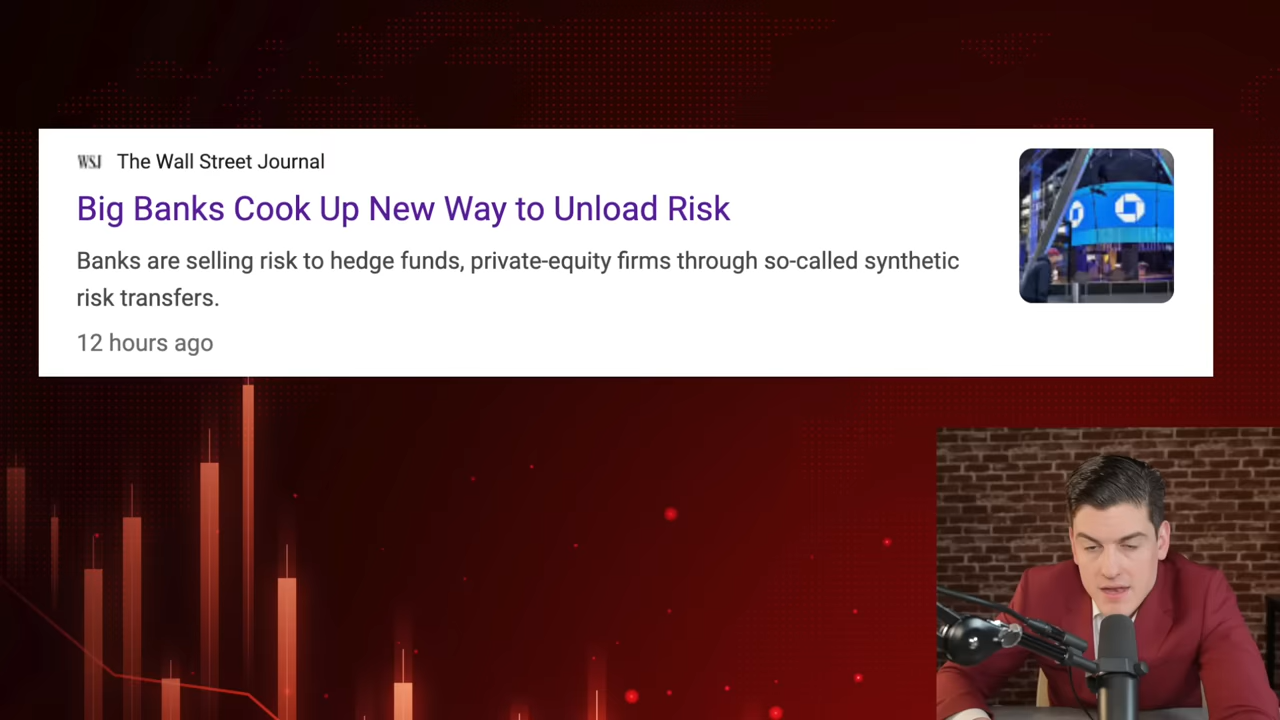 WSJ The Wall Street Journal
Big Banks Cook Up New Way to Unload Risk
Banks are selling risk to hedge funds, private-equity firms through so-called synthetic
risk transfers.
12 hours ago